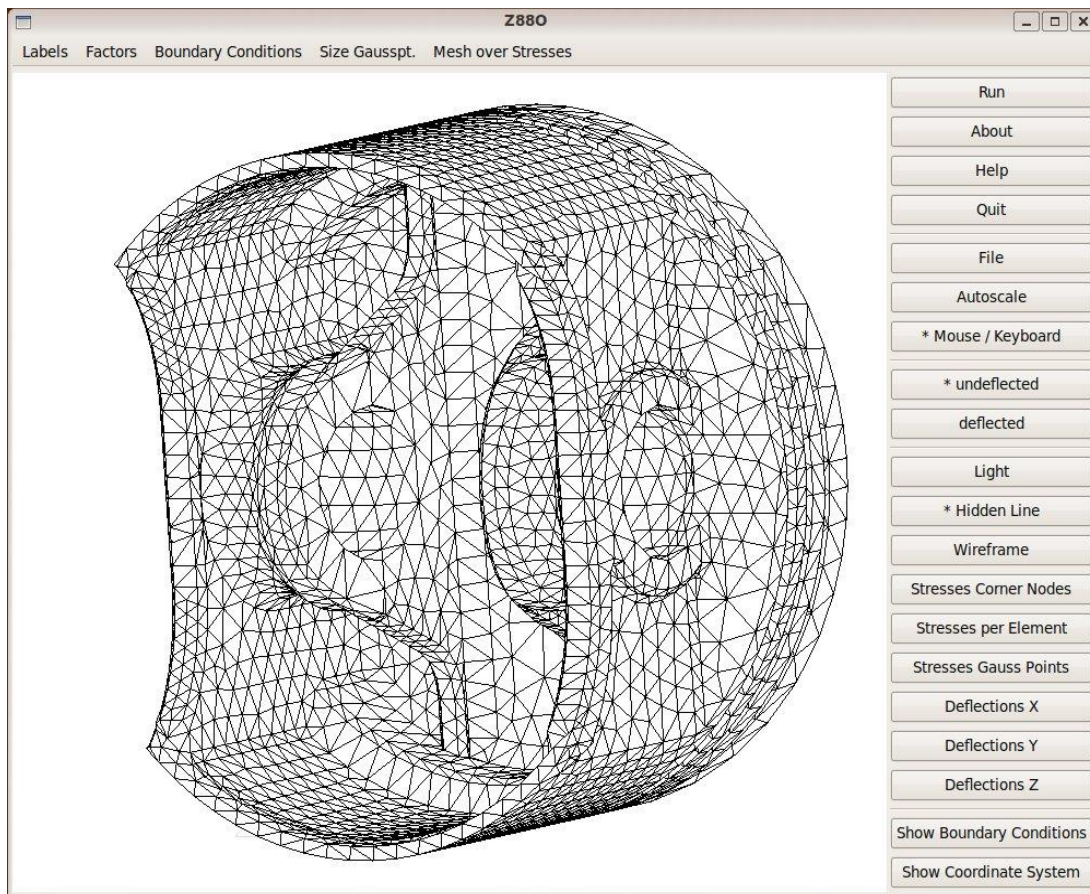 Z88O
Labels Factors Boundary Conditions Size Gausspt. Mesh over Stresses
Run
About
Help
Quit
File
Autoscale
* Mouse / Keyboard
* undeflected
deflected
Light
* Hidden Line
Wireframe
Stresses Corner Nodes
Stresses per Element
Stresses Gauss Points
Deflections X
Deflections Y
Deflections Z
Show Boundary Conditions
Show Coordinate System